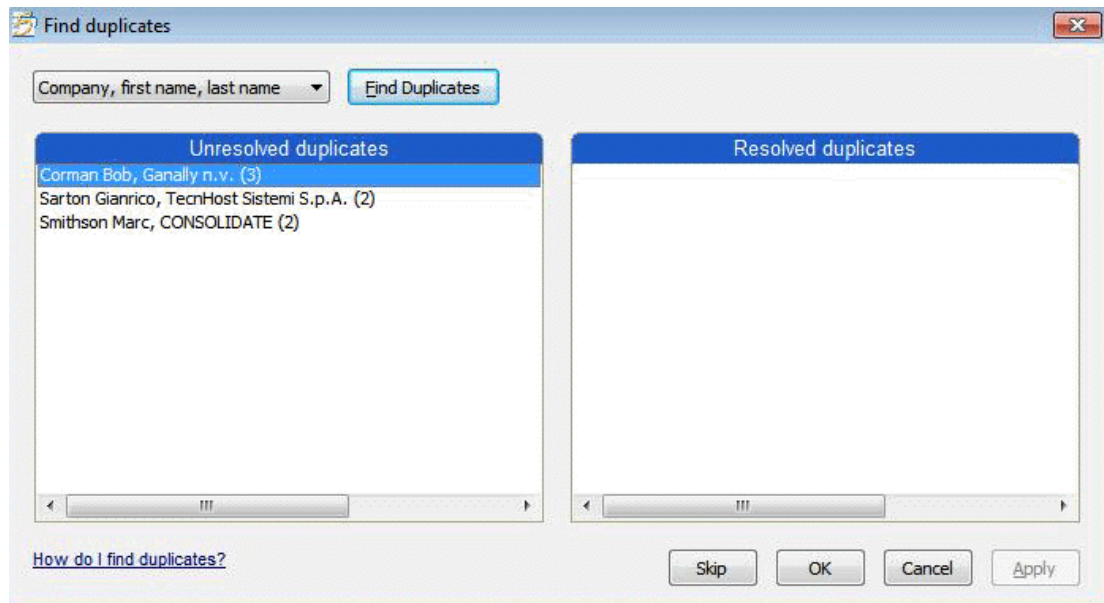 Find duplicates
Company, first name, last name
Find Duplicates
Unresolved duplicates
Corman Bob, Ganally n.v. (3)
Sarton Gianrico, TecnHost Sistemi S.p.A. (2)
Smithson Marc, CONSOLIDATE (2)
Resolved duplicates
How do I find duplicates?
Skip
OK
Cancel
Apply